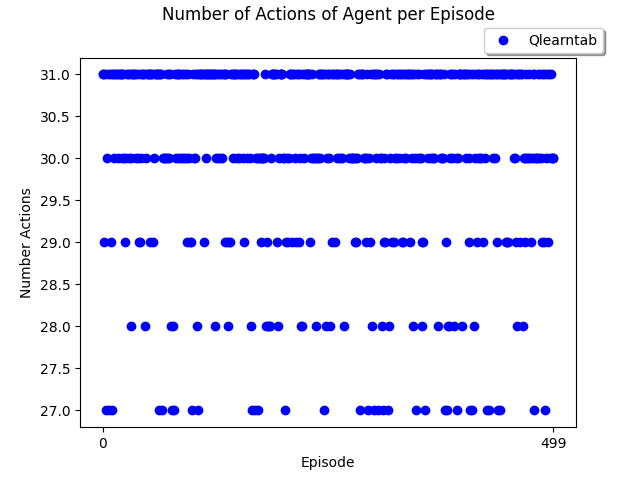 Number of Actions of Agent per Episode
Qlearntab
31.0
30.5
30.0
29.5
29.0
28.5
28.0
27.5
27.0
Number Actions
0
499
Episode